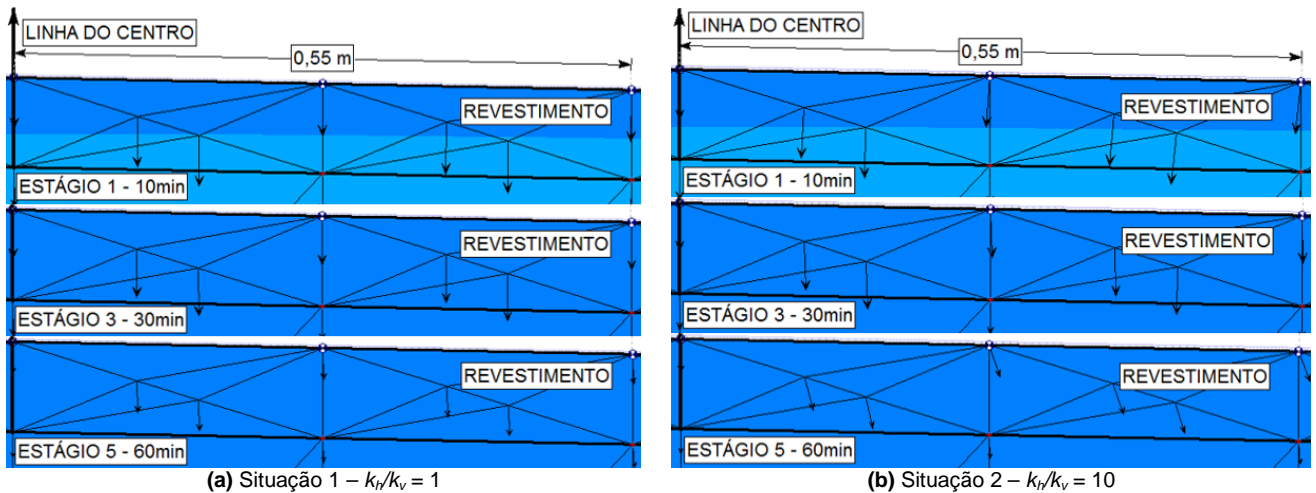 LINHA DO CENTRO
0,55 m
REVESTIMENTO
ESTÁGIO 1 - 10min
REVESTIMENTO
ESTÁGIO 3 - 30min
REVESTIMENTO
ESTÁGIO 5 - 60min
(a) Situação 1 – kh/kv = 1
LINHA DO CENTRO
0,55 m
REVESTIMENTO
ESTÁGIO 1 - 10min
REVESTIMENTO
ESTÁGIO 3 - 30min
REVESTIMENTO
ESTÁGIO 5 - 60min
(b) Situação 2 – kh/kv = 10